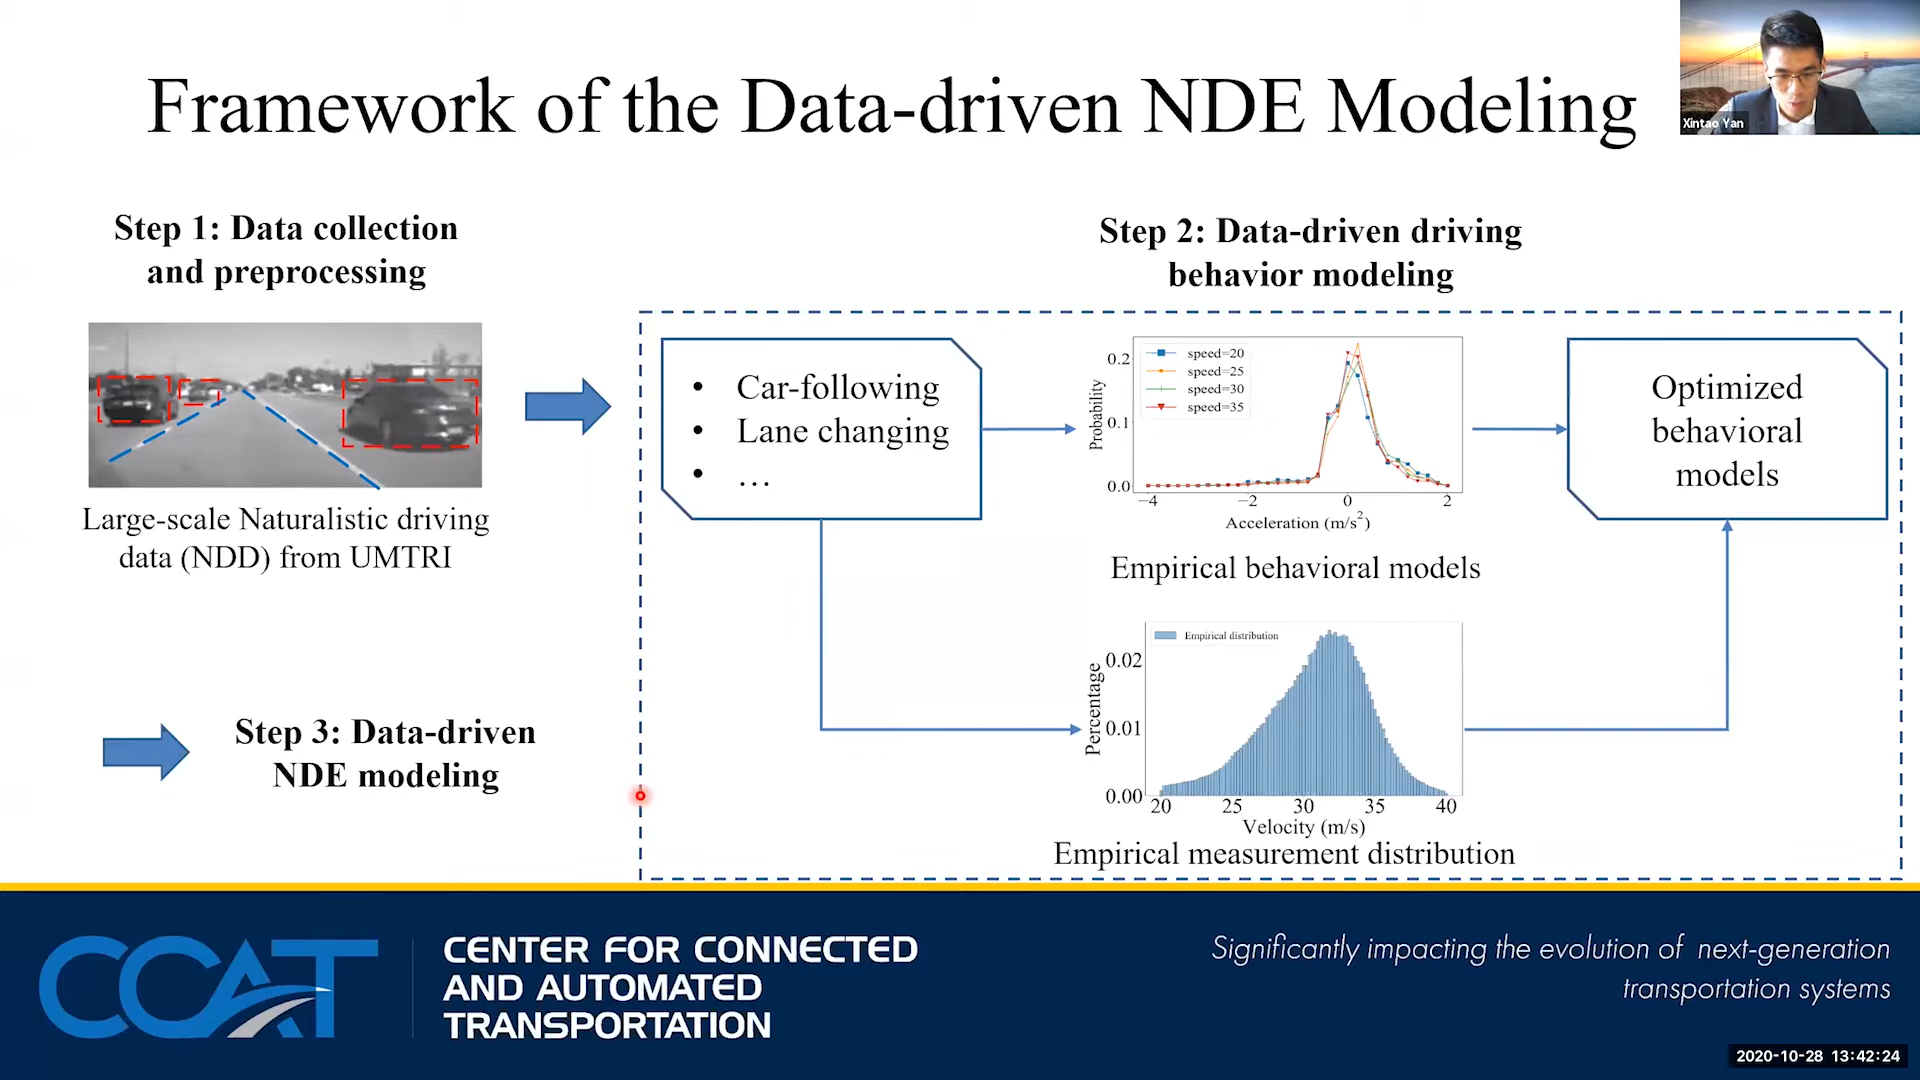 Framework of the Data-driven NDE Modeling
Xintao Yan
Step 1: Data collection
and preprocessing
Large-scale Naturalistic driving
data (NDD) from UMTRI
Step 2: Data-driven driving
behavior modeling
• Car-following
• Lane changing
• …
speed=20
speed=25
speed=30
speed=35
Probability
0.2
0.1
0.0
−4 −2 0 2
Acceleration (m/s²)
Empirical behavioral models
Optimized
behavioral
models
Empirical distribution
Percentage
0.02
0.01
0.00
20 25 30 35 40
Velocity (m/s)
Empirical measurement distribution
Step 3: Data-driven
NDE modeling
CCAT
CENTER FOR CONNECTED
AND AUTOMATED
TRANSPORTATION
Significantly impacting the evolution of next-generation
transportation systems
2020-10-28 13:42:24